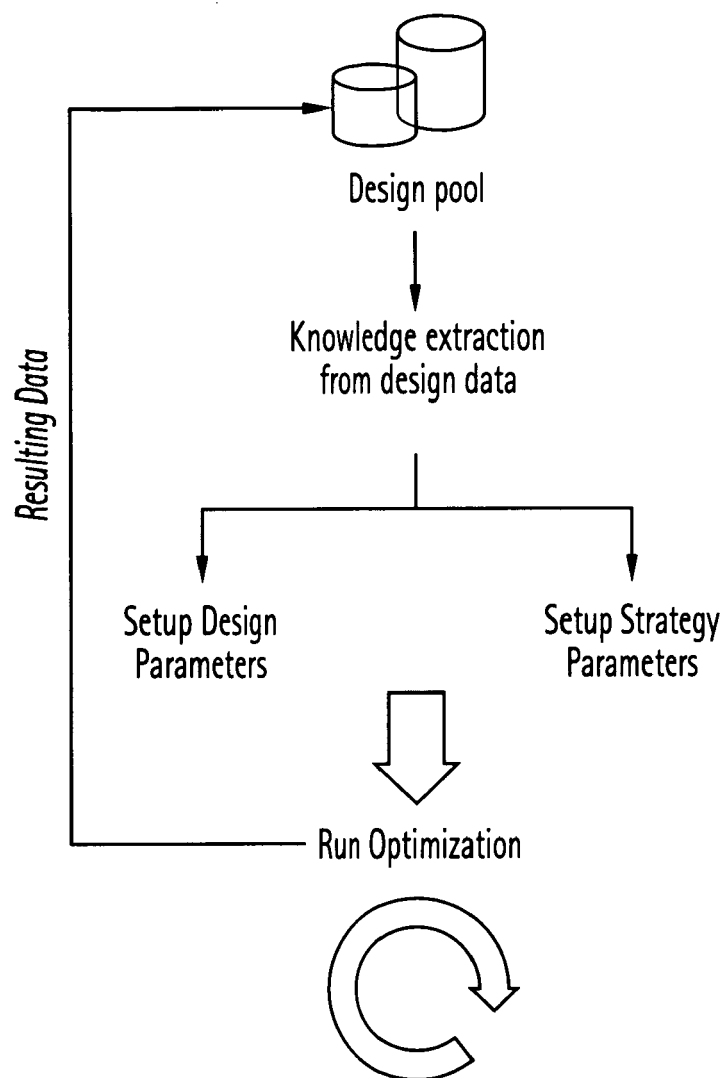 Design pool
Knowledge extraction
from design data
Resulting Data
Setup Design
Parameters
Setup Strategy
Parameters
Run Optimization